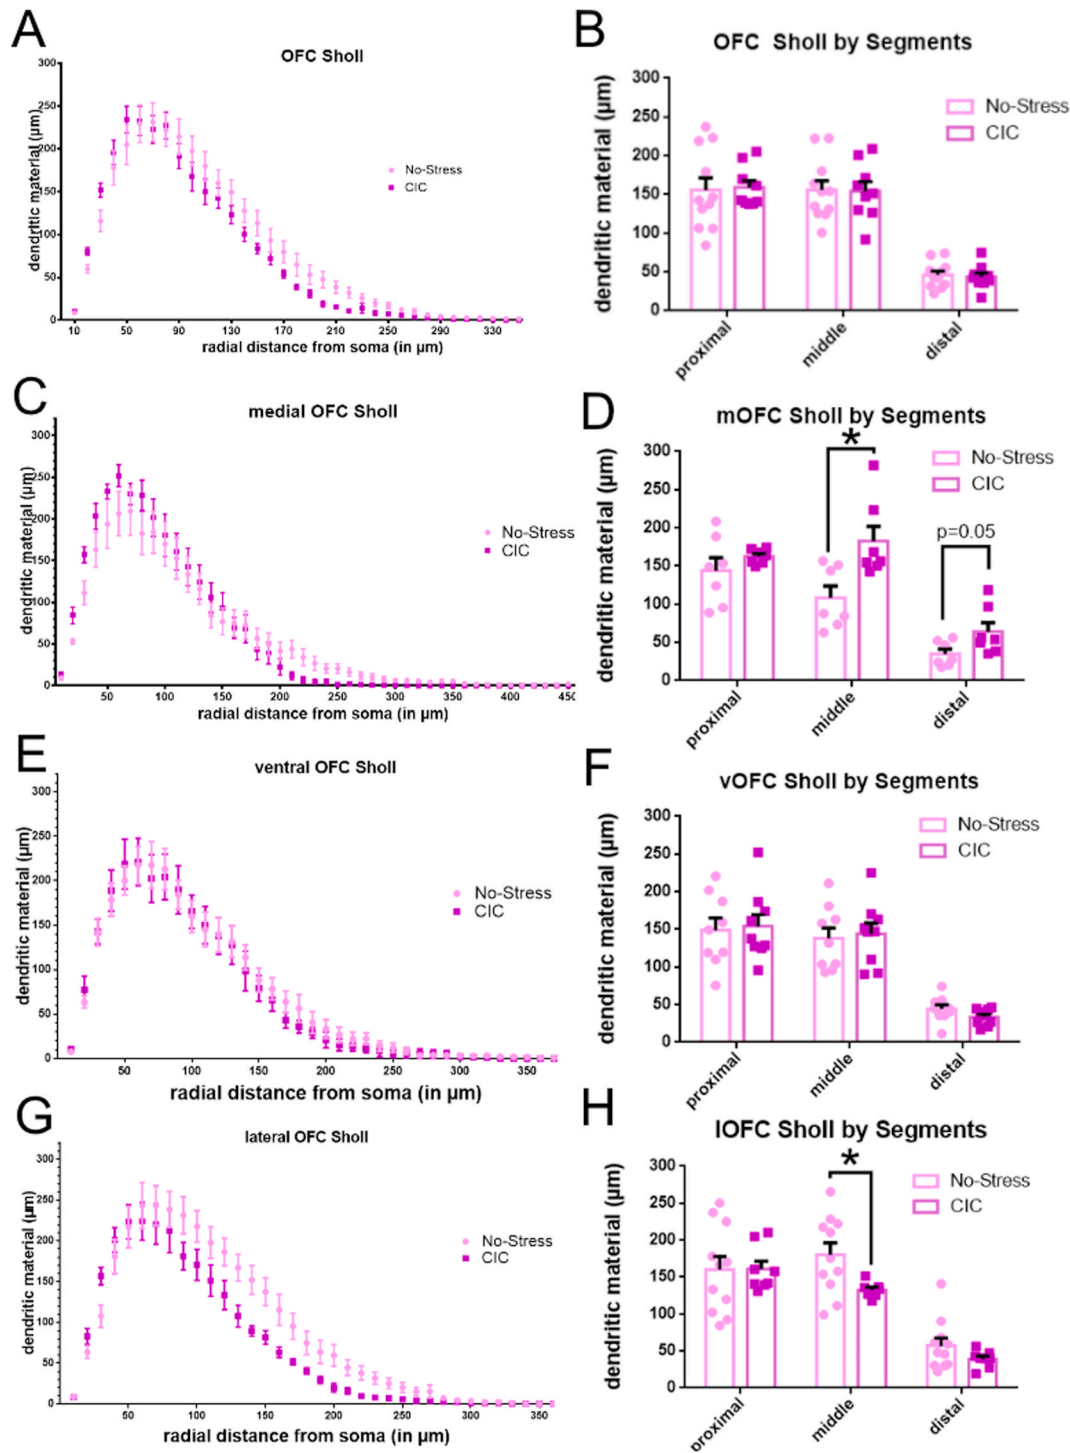 A
OFC Sholl
dendritic material (µm)
300
250
200
150
100
50
0
10 50 90 130 170 210 250 290 330
radial distance from soma (in µm)
No-Stress
CIC
B
OFC Sholl by Segments
dendritic material (µm)
300
250
200
150
100
50
0
proximal
middle
distal
No-Stress
CIC
C
medial OFC Sholl
dendritic material (µm)
300
250
200
150
100
50
0
50 100 150 200 250 300 350 400 450
radial distance from soma (in µm)
No-Stress
CIC
D
mOFC Sholl by Segments
dendritic material (µm)
300
250
200
150
100
50
0
*
p=0.05
proximal
middle
distal
No-Stress
CIC
E
ventral OFC Sholl
dendritic material (µm)
300
250
200
150
100
50
0
50 100 150 200 250 300 350
radial distance from soma (in µm)
No-Stress
CIC
F
vOFC Sholl by Segments
dendritic material (µm)
300
250
200
150
100
50
0
proximal
middle
distal
No-Stress
CIC
G
lateral OFC Sholl
dendritic material (µm)
300
250
200
150
100
50
0
50 100 150 200 250 300 350
radial distance from soma (in µm)
No-Stress
CIC
H
lOFC Sholl by Segments
dendritic material (µm)
300
250
200
150
100
50
0
*
proximal
middle
distal
No-Stress
CIC